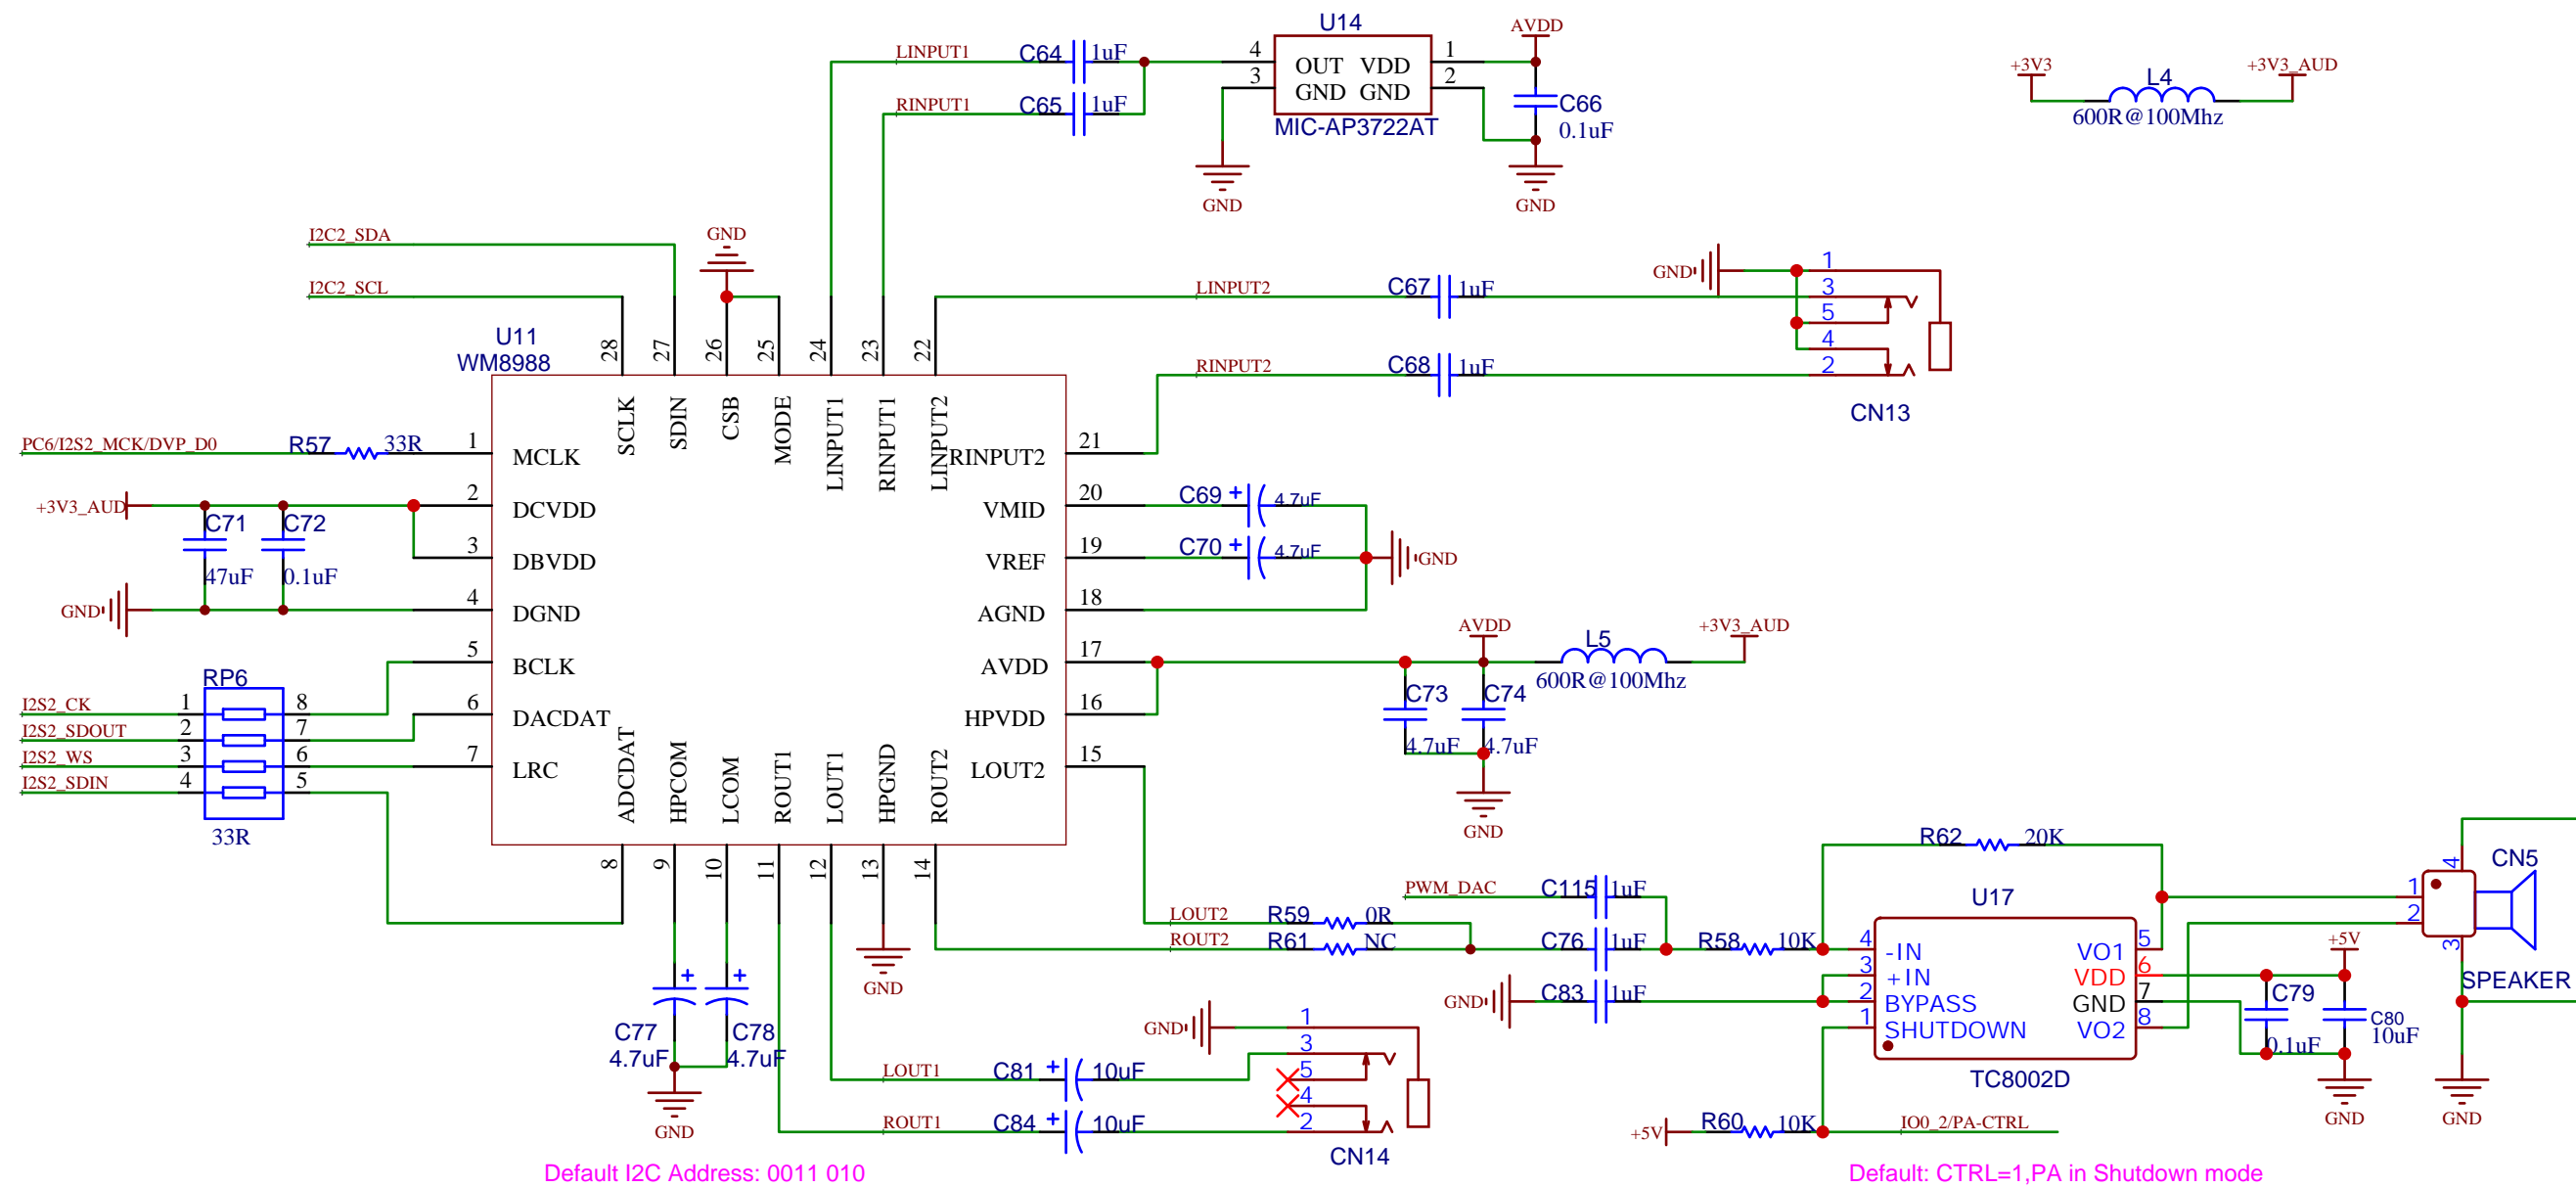 U14
AVDD
LINPUT1
C64
1uF
4
OUT
VDD
1
3
GND
GND
2
RINPUT1
C65
1uF
MIC-AP3722AT
C66
0.1uF
GND
GND
+3V3
L4
+3V3_AUD
600R@100Mhz
I2C2_SDA
GND
I2C2_SCL
LINPUT2
C67
1uF
GND
1
3
5
4
2
RINPUT2
C68
1uF
CN13
U11
WM8988
28
27
26
25
24
23
22
SCLK
SDIN
CSB
MODE
LINPUT1
RINPUT1
LINPUT2
PC6/I2S2_MCK/DVP_D0
R57
33R
1
MCLK
21
RINPUT2
+3V3_AUD
2
DCVDD
20
VMID
C69
+
4.7uF
C71
C72
47uF
0.1uF
3
DBVDD
19
VREF
C70
+
4.7uF
GND
GND
4
DGND
18
AGND
5
BCLK
17
AVDD
AVDD
L5
+3V3_AUD
600R@100Mhz
C73
C74
4.7uF
4.7uF
GND
RP6
I2S2_CK
1
8
6
DACDAT
16
HPVDD
I2S2_SDOUT
2
7
I2S2_WS
3
6
7
LRC
15
LOUT2
I2S2_SDIN
4
5
33R
ADCDAT
HPCOM
LCOM
ROUT1
LOUT1
HPGND
ROUT2
8
9
10
11
12
13
14
+
+
C77
C78
4.7uF
4.7uF
GND
GND
PWM_DAC
C115
1uF
LOUT2
R59
0R
ROUT2
R61
NC
C76
1uF
R58
10K
GND
C83
1uF
R62
20K
U17
4
-IN
VO1
5
3
+IN
VDD
6
2
BYPASS
GND
7
1
SHUTDOWN
VO2
8
TC8002D
CN5
4
1
2
3
SPEAKER
+5V
C79
0.1uF
C80
10uF
GND
GND
GND
1
3
5
4
2
LOUT1
C81
+
10uF
ROUT1
C84
+
10uF
CN14
+5V
R60
10K
IO0_2/PA-CTRL
Default I2C Address: 0011 010
Default: CTRL=1,PA in Shutdown mode